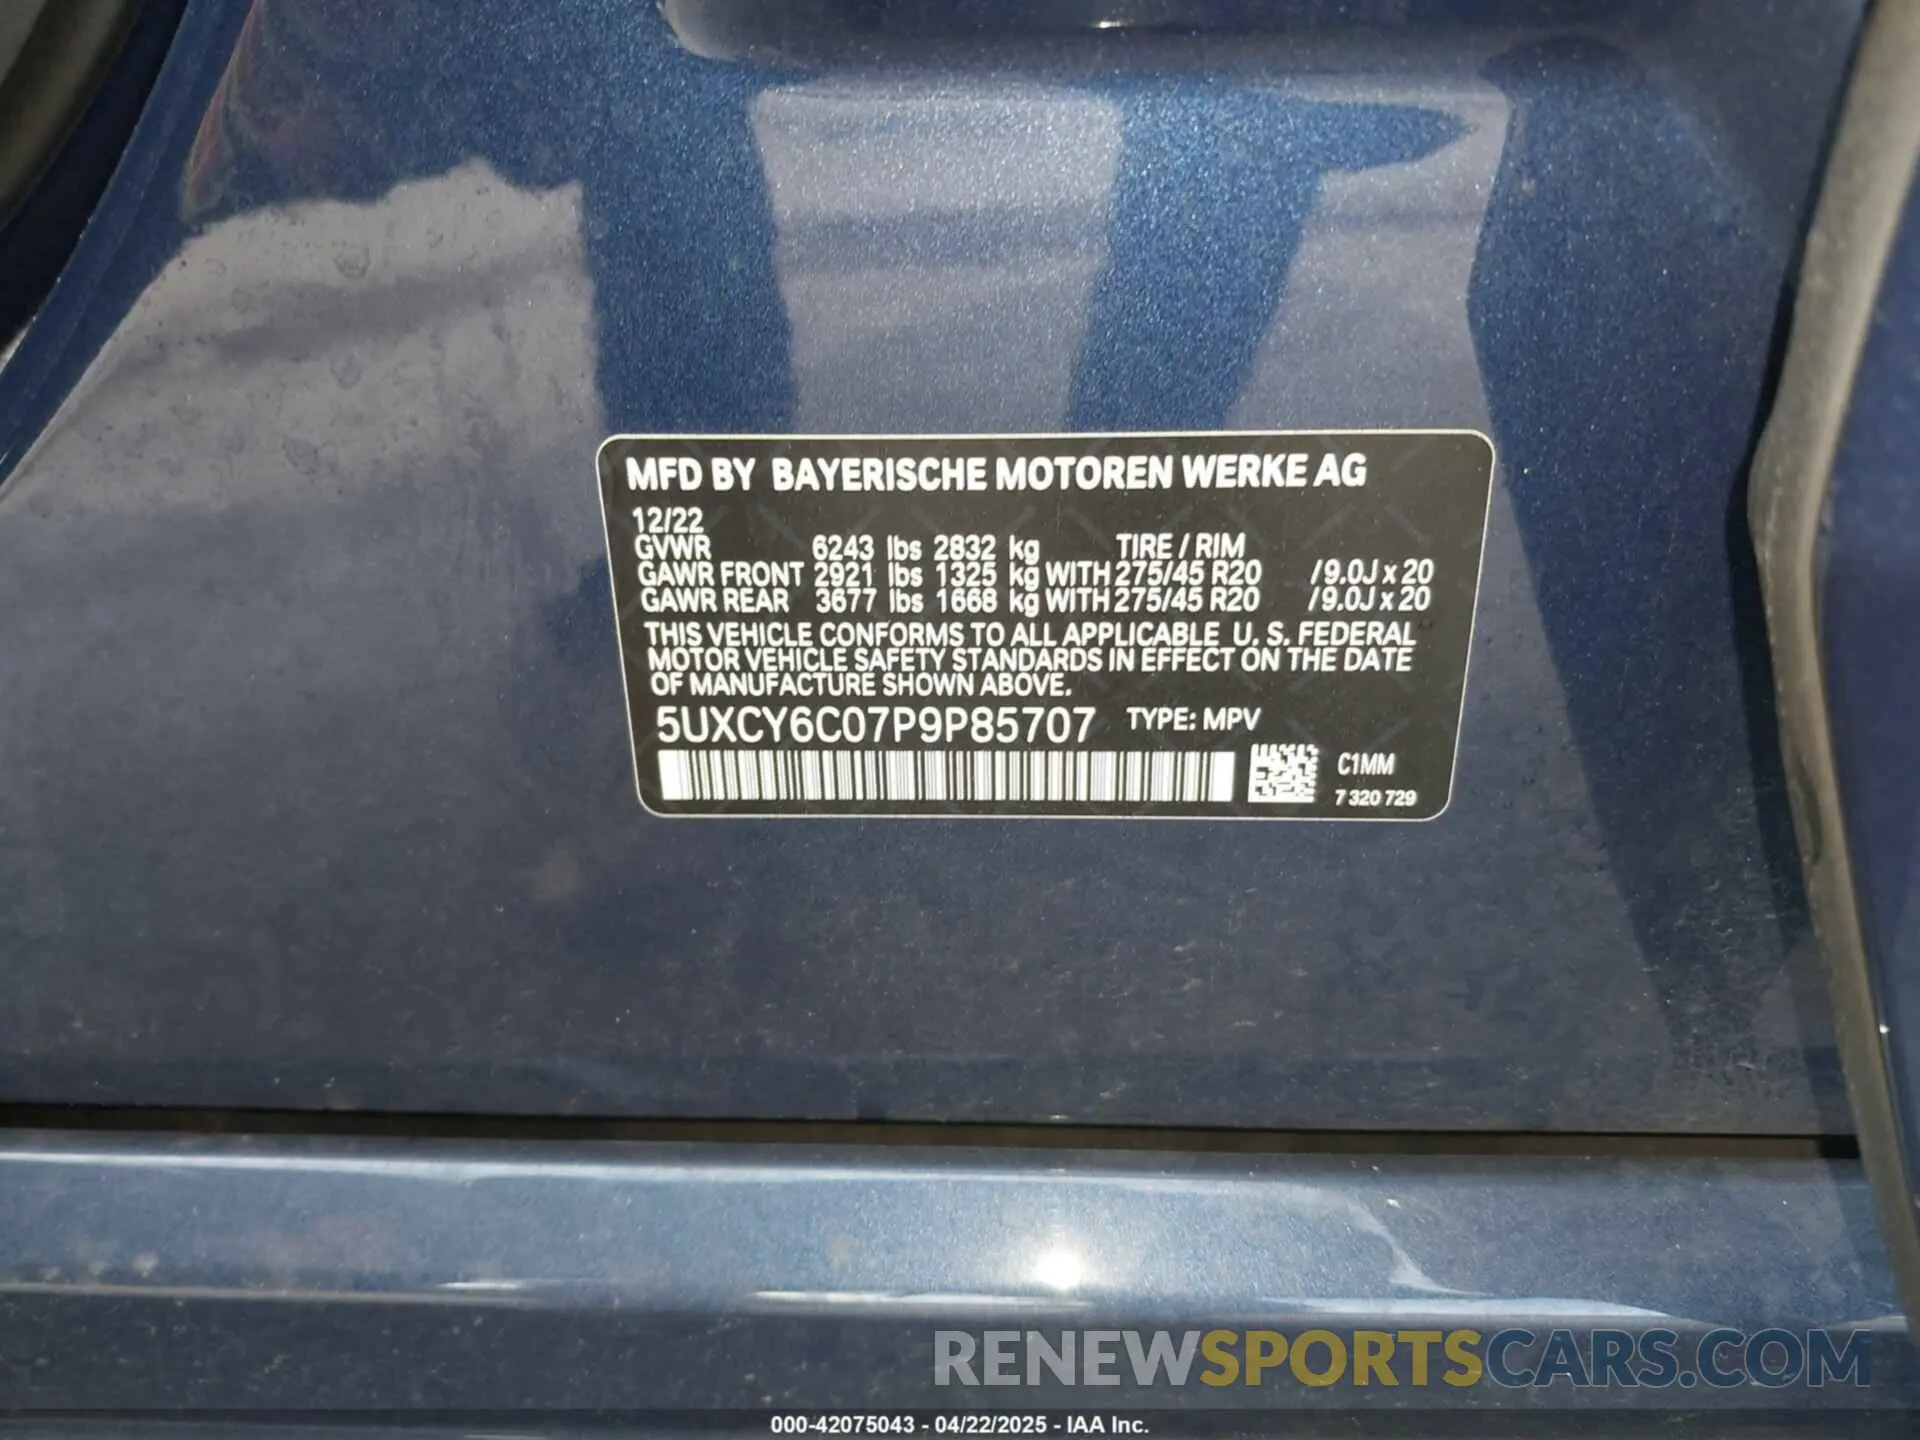 MFD BY BAYERISCHE MOTOREN WERKE AG
12/22
GVWR 6243 lbs 2832 kg TIRE / RIM
GAWR FRONT 2921 lbs 1325 kg WITH 275/45 R20 / 9.0J x 20
GAWR REAR 3677 lbs 1668 kg WITH 275/45 R20 / 9.0J x 20
THIS VEHICLE CONFORMS TO ALL APPLICABLE U. S. FEDERAL
MOTOR VEHICLE SAFETY STANDARDS IN EFFECT ON THE DATE
OF MANUFACTURE SHOWN ABOVE.
5UXCY6C07P9P85707 TYPE: MPV
C1MM
7 320 729
RENEWSPORTSCARS.COM
000-42075043 - 04/22/2025 - IAA Inc.